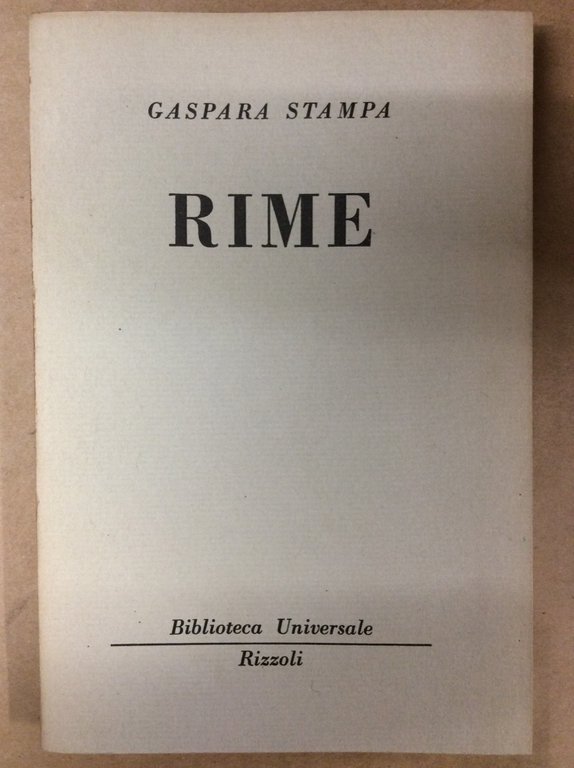 GASPARA STAMPA
RIME
Biblioteca Universale
Rizzoli